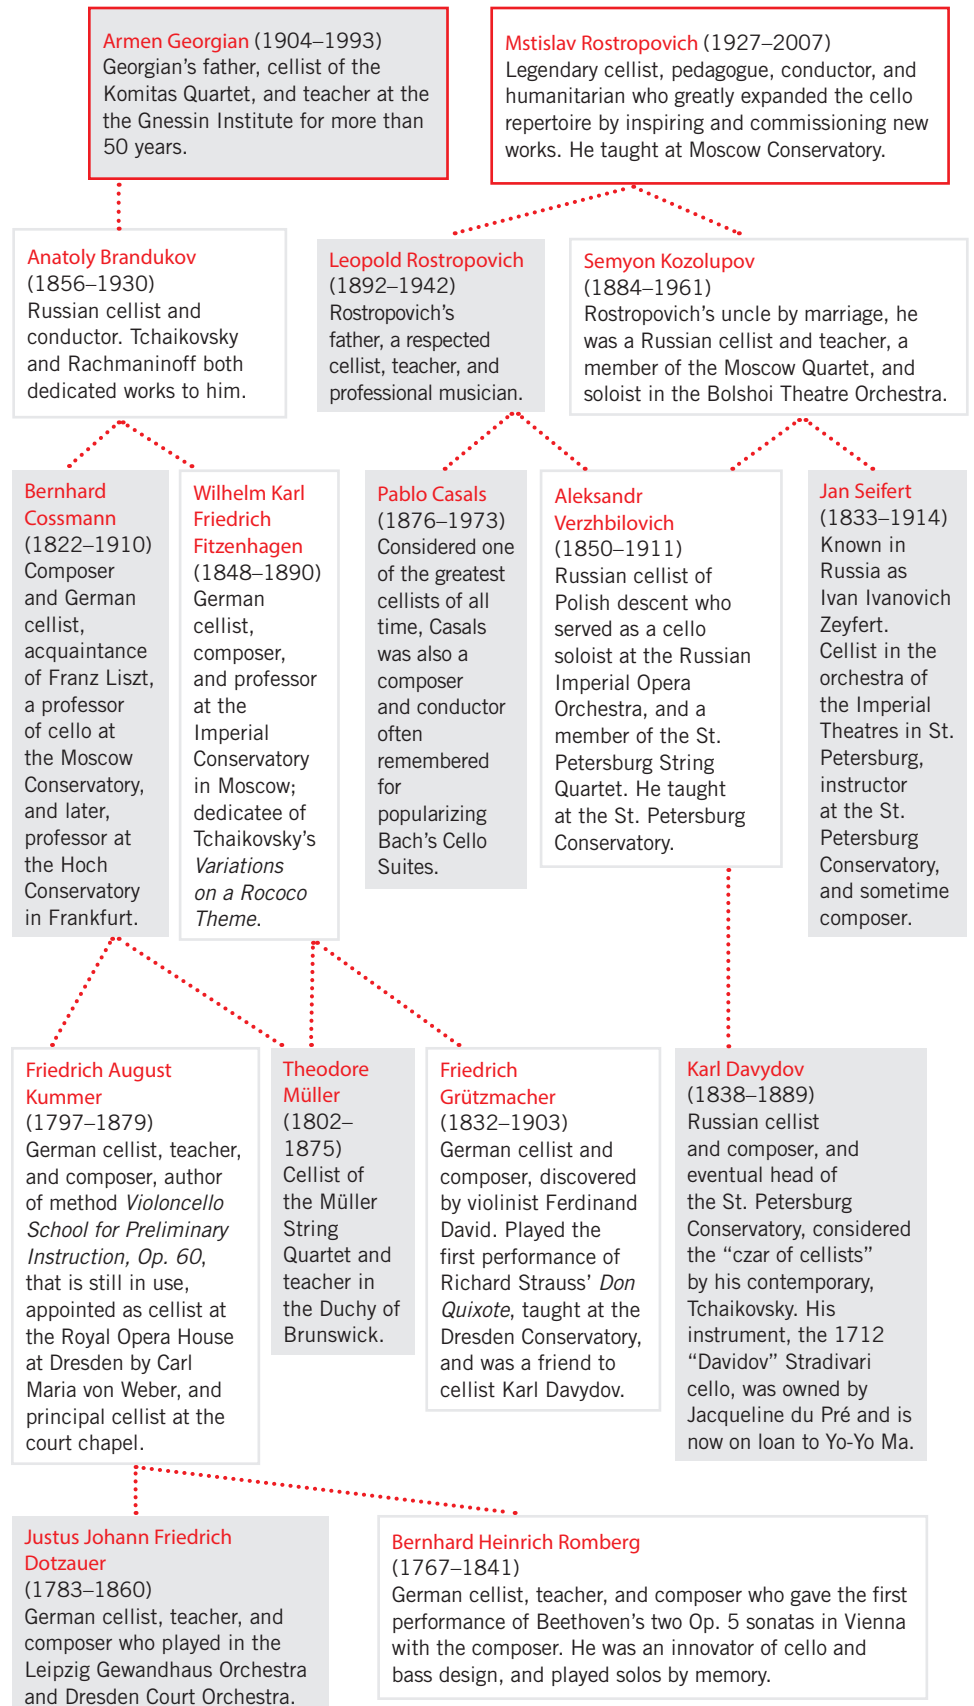 Armen Georgian (1904–1993)
Georgian’s father, cellist of the
Komitas Quartet, and teacher at the
the Gnessin Institute for more than
50 years.
Mstislav Rostropovich (1927–2007)
Legendary cellist, pedagogue, conductor, and
humanitarian who greatly expanded the cello
repertoire by inspiring and commissioning new
works. He taught at Moscow Conservatory.
Anatoly Brandukov
(1856–1930)
Russian cellist and
conductor. Tchaikovsky
and Rachmaninoff both
dedicated works to him.
Leopold Rostropovich
(1892–1942)
Rostropovich’s
father, a respected
cellist, teacher, and
professional musician.
Semyon Kozolupov
(1884–1961)
Rostropovich’s uncle by marriage, he
was a Russian cellist and teacher, a
member of the Moscow Quartet, and
soloist in the Bolshoi Theatre Orchestra.
Bernhard
Cossmann
(1822–1910)
Composer
and German
cellist,
acquaintance
of Franz Liszt,
a professor
of cello at
the Moscow
Conservatory,
and later,
professor at
the Hoch
Conservatory
in Frankfurt.
Wilhelm Karl
Friedrich
Fitzenhagen
(1848–1890)
German
cellist,
composer,
and professor
at the
Imperial
Conservatory
in Moscow;
dedicatee of
Tchaikovsky’s
Variations
on a Rococo
Theme.
Pablo Casals
(1876–1973)
Considered one
of the greatest
cellists of all
time, Casals
was also a
composer
and conductor
often
remembered
for
popularizing
Bach’s Cello
Suites.
Aleksandr
Verzhbilovich
(1850–1911)
Russian cellist of
Polish descent who
served as a cello
soloist at the Russian
Imperial Opera
Orchestra, and a
member of the St.
Petersburg String
Quartet. He taught
at the St. Petersburg
Conservatory.
Jan Seifert
(1833–1914)
Known in
Russia as
Ivan Ivanovich
Zeyfert.
Cellist in the
orchestra of
the Imperial
Theatres in St.
Petersburg,
instructor
at the St.
Petersburg
Conservatory,
and sometime
composer.
Friedrich August
Kummer
(1797–1879)
German cellist, teacher,
and composer, author
of method Violoncello
School for Preliminary
Instruction, Op. 60,
that is still in use,
appointed as cellist at
the Royal Opera House
at Dresden by Carl
Maria von Weber, and
principal cellist at the
court chapel.
Theodore
Müller
(1802–
1875)
Cellist of
the Müller
String
Quartet and
teacher in
the Duchy of
Brunswick.
Friedrich
Grützmacher
(1832–1903)
German cellist and
composer, discovered
by violinist Ferdinand
David. Played the
first performance of
Richard Strauss’ Don
Quixote, taught at the
Dresden Conservatory,
and was a friend to
cellist Karl Davydov.
Karl Davydov
(1838–1889)
Russian cellist
and composer, and
eventual head of
the St. Petersburg
Conservatory, considered
the “czar of cellists”
by his contemporary,
Tchaikovsky. His
instrument, the 1712
“Davidov” Stradivari
cello, was owned by
Jacqueline du Pré and is
now on loan to Yo-Yo Ma.
Justus Johann Friedrich
Dotzauer
(1783–1860)
German cellist, teacher, and
composer who played in the
Leipzig Gewandhaus Orchestra
and Dresden Court Orchestra.
Bernhard Heinrich Romberg
(1767–1841)
German cellist, teacher, and composer who gave the first
performance of Beethoven’s two Op. 5 sonatas in Vienna
with the composer. He was an innovator of cello and
bass design, and played solos by memory.